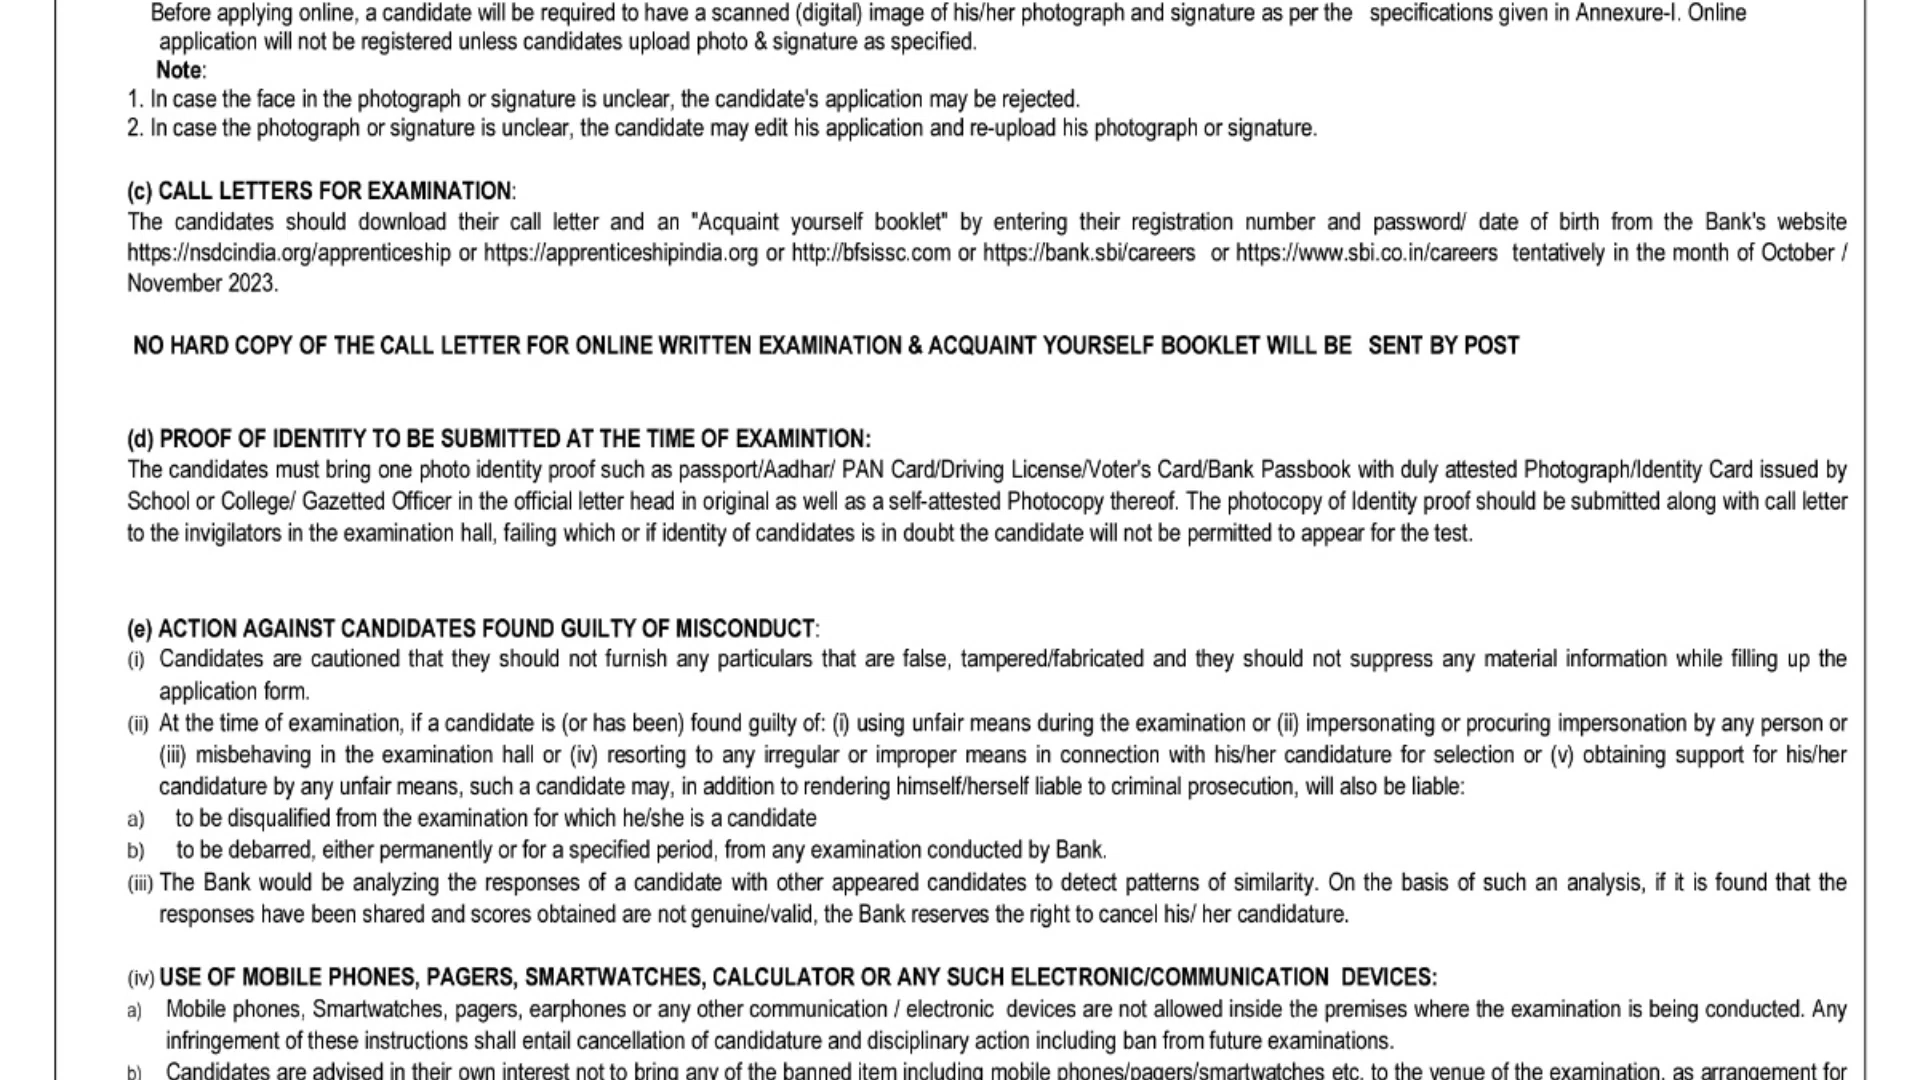 Before applying online, a candidate will be required to have a scanned (digital) image of his/her photograph and signature as per the specifications given in Annexure-I. Online
application will not be registered unless candidates upload photo & signature as specified.
Note:
1. In case the face in the photograph or signature is unclear, the candidate's application may be rejected.
2. In case the photograph or signature is unclear, the candidate may edit his application and re-upload his photograph or signature.
(c) CALL LETTERS FOR EXAMINATION:
The candidates should download their call letter and an "Acquaint yourself booklet" by entering their registration number and password/ date of birth from the Bank's website
https://nsdcindia.org/apprenticeship or https://apprenticeshipindia.org or http://bfsissc.com or https://bank.sbi/careers or https://www.sbi.co.in/careers tentatively in the month of October /
November 2023.
NO HARD COPY OF THE CALL LETTER FOR ONLINE WRITTEN EXAMINATION & ACQUAINT YOURSELF BOOKLET WILL BE SENT BY POST
(d) PROOF OF IDENTITY TO BE SUBMITTED AT THE TIME OF EXAMINTION:
The candidates must bring one photo identity proof such as passport/Aadhar/ PAN Card/Driving License/Voter's Card/Bank Passbook with duly attested Photograph/Identity Card issued by
School or College/ Gazetted Officer in the official letter head in original as well as a self-attested Photocopy thereof. The photocopy of Identity proof should be submitted along with call letter
to the invigilators in the examination hall, failing which or if identity of candidates is in doubt the candidate will not be permitted to appear for the test.
(e) ACTION AGAINST CANDIDATES FOUND GUILTY OF MISCONDUCT:
(i) Candidates are cautioned that they should not furnish any particulars that are false, tampered/fabricated and they should not suppress any material information while filling up the
application form.
(ii) At the time of examination, if a candidate is (or has been) found guilty of: (i) using unfair means during the examination or (ii) impersonating or procuring impersonation by any person or
(iii) misbehaving in the examination hall or (iv) resorting to any irregular or improper means in connection with his/her candidature for selection or (v) obtaining support for his/her
candidature by any unfair means, such a candidate may, in addition to rendering himself/herself liable to criminal prosecution, will also be liable:
a) to be disqualified from the examination for which he/she is a candidate
b) to be debarred, either permanently or for a specified period, from any examination conducted by Bank.
(iii) The Bank would be analyzing the responses of a candidate with other appeared candidates to detect patterns of similarity. On the basis of such an analysis, if it is found that the
responses have been shared and scores obtained are not genuine/valid, the Bank reserves the right to cancel his/ her candidature.
(iv) USE OF MOBILE PHONES, PAGERS, SMARTWATCHES, CALCULATOR OR ANY SUCH ELECTRONIC/COMMUNICATION DEVICES:
a) Mobile phones, Smartwatches, pagers, earphones or any other communication / electronic devices are not allowed inside the premises where the examination is being conducted. Any
infringement of these instructions shall entail cancellation of candidature and disciplinary action including ban from future examinations.
b) Candidates are advised in their own interest not to bring any of the banned item including mobile phones/pagers/smartwatches etc. to the venue of the examination, as arrangement for